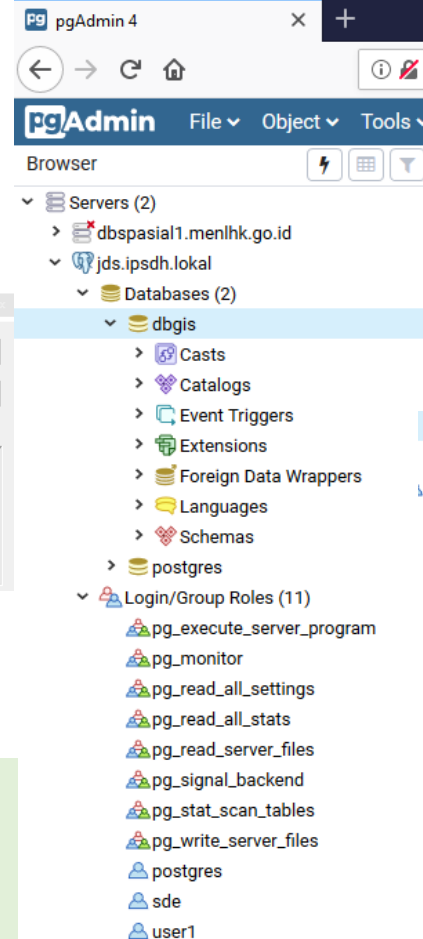 pgAdmin 4
pgAdmin File Object Tools
Browser
Servers (2)
dbspasial1.menlhk.go.id
jds.ipsdh.lokal
Databases (2)
dbgis
Casts
Catalogs
Event Triggers
Extensions
Foreign Data Wrappers
Languages
Schemas
postgres
Login/Group Roles (11)
pg_execute_server_program
pg_monitor
pg_read_all_settings
pg_read_all_stats
pg_read_server_files
pg_signal_backend
pg_stat_scan_tables
pg_write_server_files
postgres
sde
user1